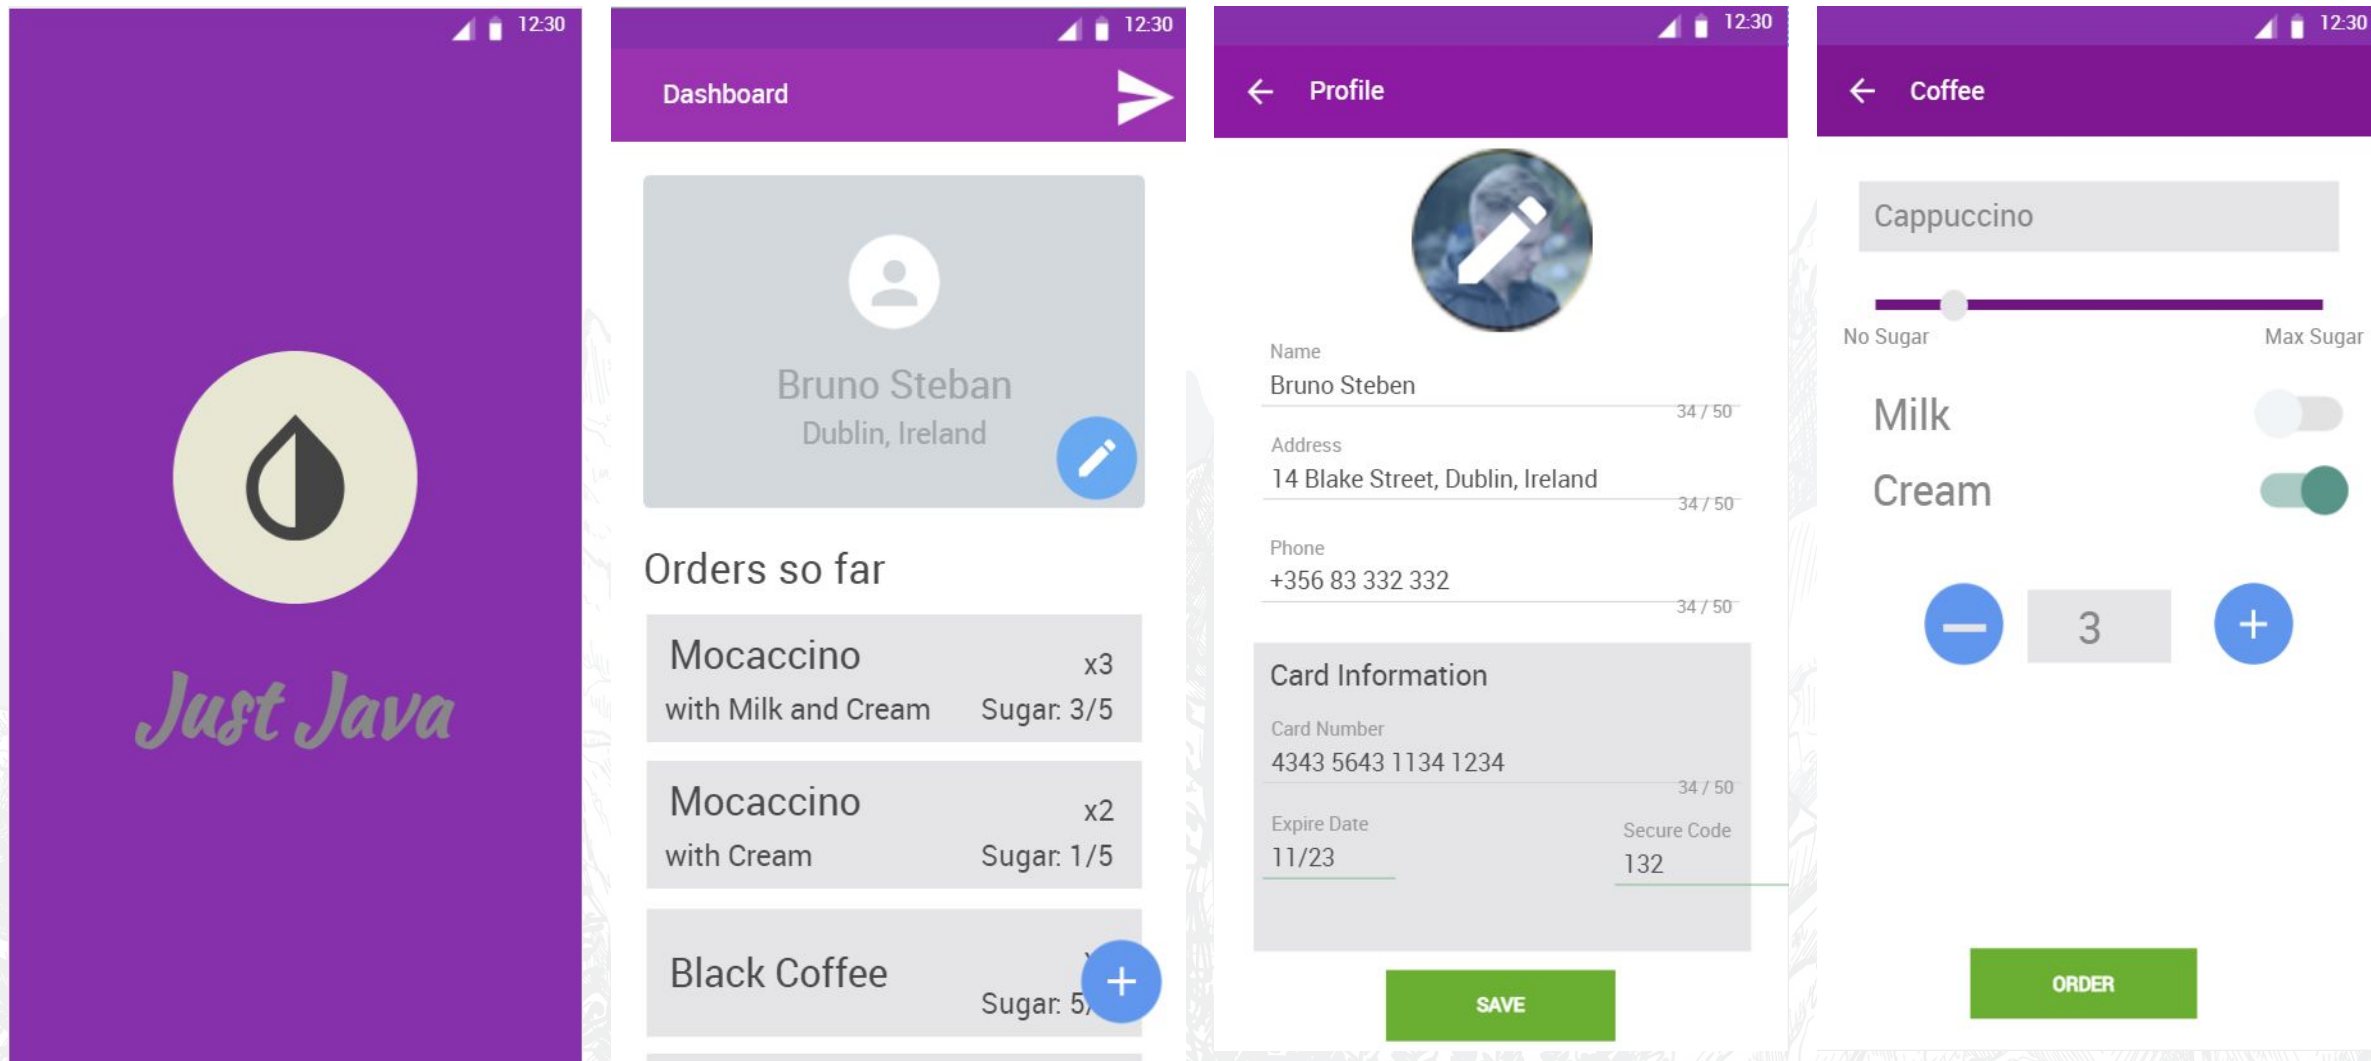 12:30
Just Java
12:30
Dashboard
Bruno Steban
Dublin, Ireland
Orders so far
Mocaccino
x3
with Milk and Cream
Sugar: 3/5
Mocaccino
x2
with Cream
Sugar: 1/5
Black Coffee
Sugar: 5/
12:30
Profile
Name
Bruno Steben
34 / 50
Address
14 Blake Street, Dublin, Ireland
34 / 50
Phone
+356 83 332 332
34 / 50
Card Information
Card Number
4343 5643 1134 1234
34 / 50
Expire Date
Secure Code
11/23
132
SAVE
12:30
Coffee
Cappuccino
No Sugar
Max Sugar
Milk
Cream
3
ORDER